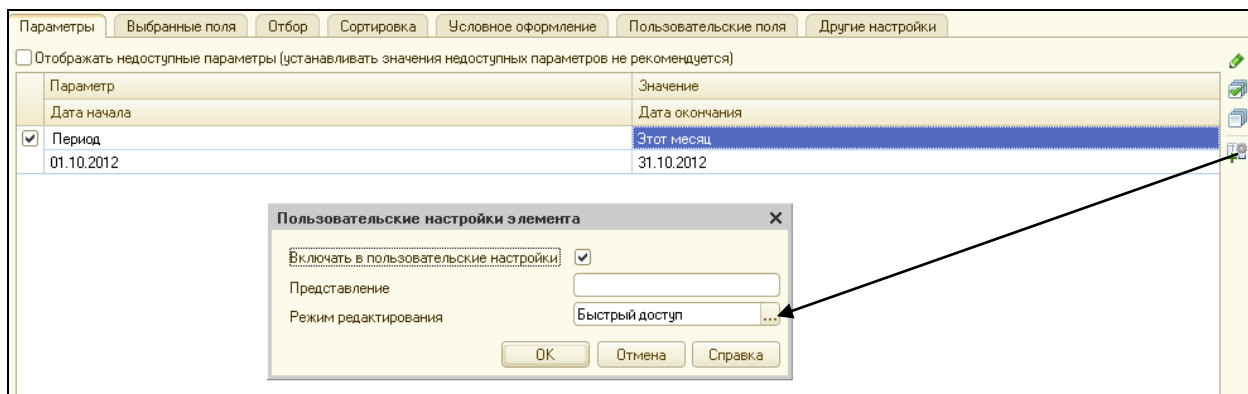 Параметры Выбранные поля Отбор Сортировка Условное оформление Пользовательские поля Другие настройки
Отображать недоступные параметры (устанавливать значения недоступных параметров не рекомендуется)
Параметр Значение
Дата начала Дата окончания
Период Этот месяц
01.10.2012 31.10.2012
Пользовательские настройки элемента
Включать в пользовательские настройки
Представление
Режим редактирования Быстрый доступ ...
ОК Отмена Справка